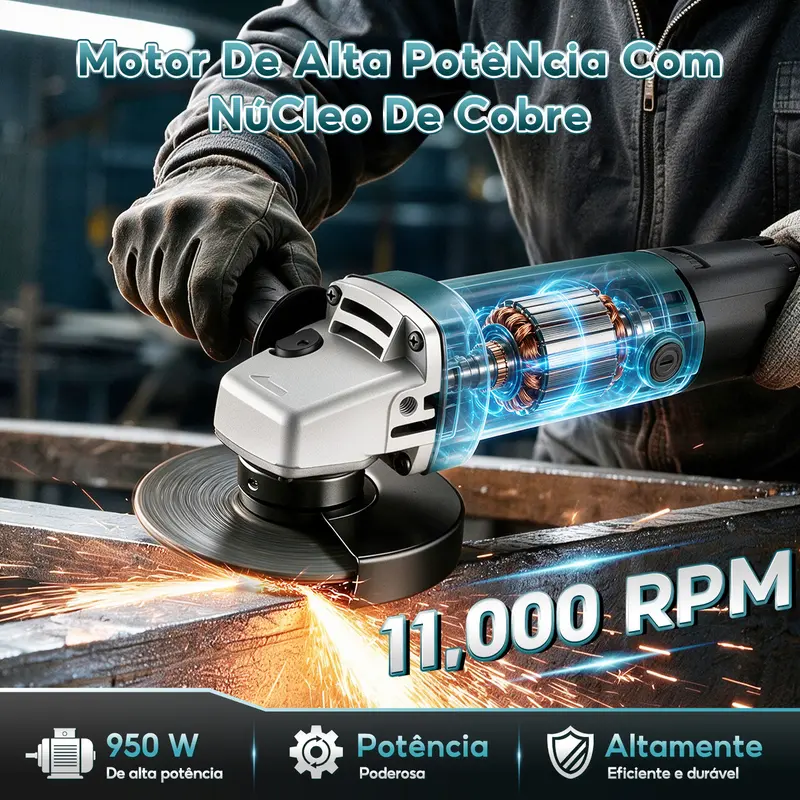 Motor De Alta PotêNcia Com
NúCleo De Cobre
11,000 RPM
950 W
De alta potência
Potência
Poderosa
Altamente
Eficiente e durável